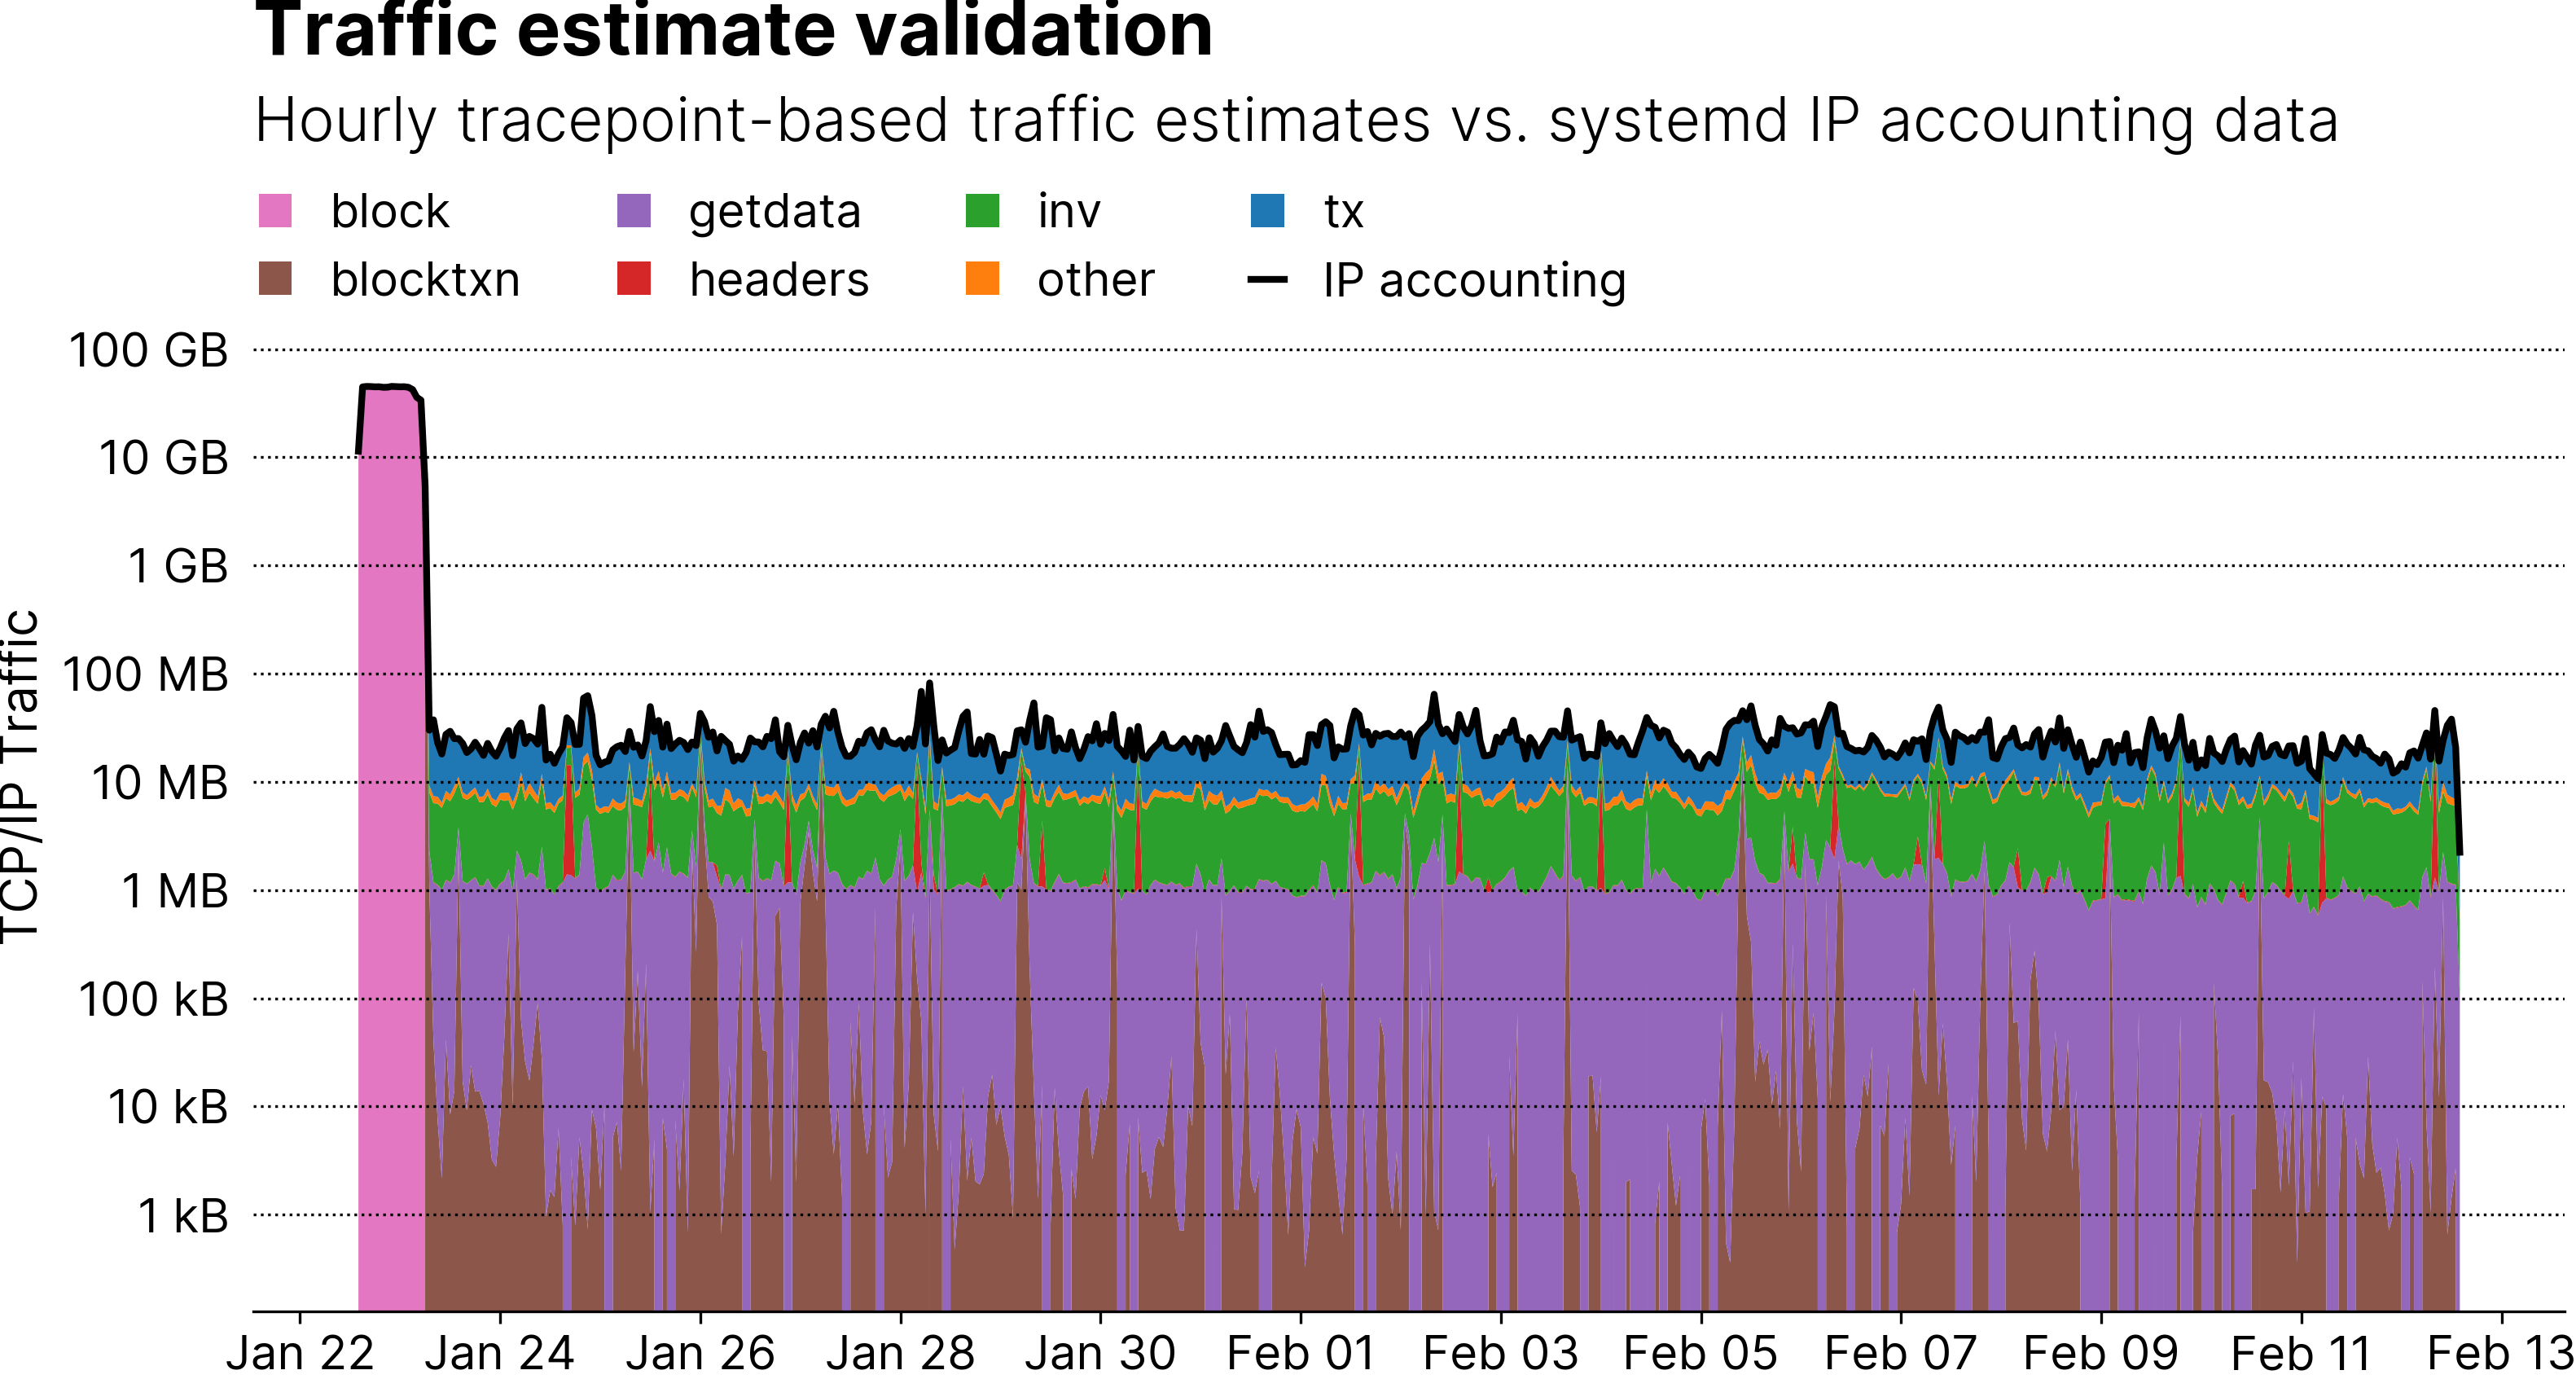 Traffic estimate validation
Hourly tracepoint-based traffic estimates vs. systemd IP accounting data
block getdata inv tx
blocktxn headers other IP accounting
100 GB
10 GB
1 GB
100 MB
10 MB
1 MB
100 kB
10 kB
1 kB
TCP/IP Traffic
Jan 22 Jan 24 Jan 26 Jan 28 Jan 30 Feb 01 Feb 03 Feb 05 Feb 07 Feb 09 Feb 11 Feb 13